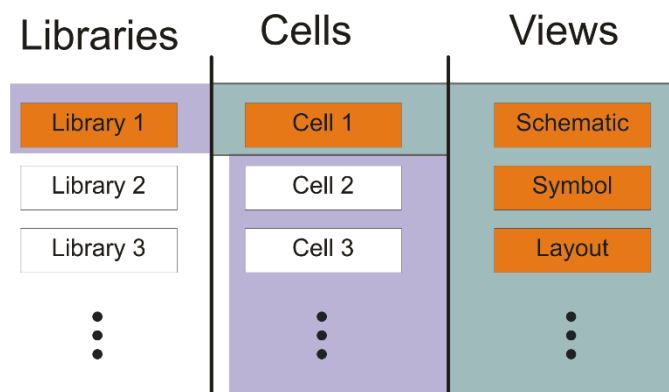 Libraries Cells Views
Library 1 Cell 1 Schematic
Library 2 Cell 2 Symbol
Library 3 Cell 3 Layout